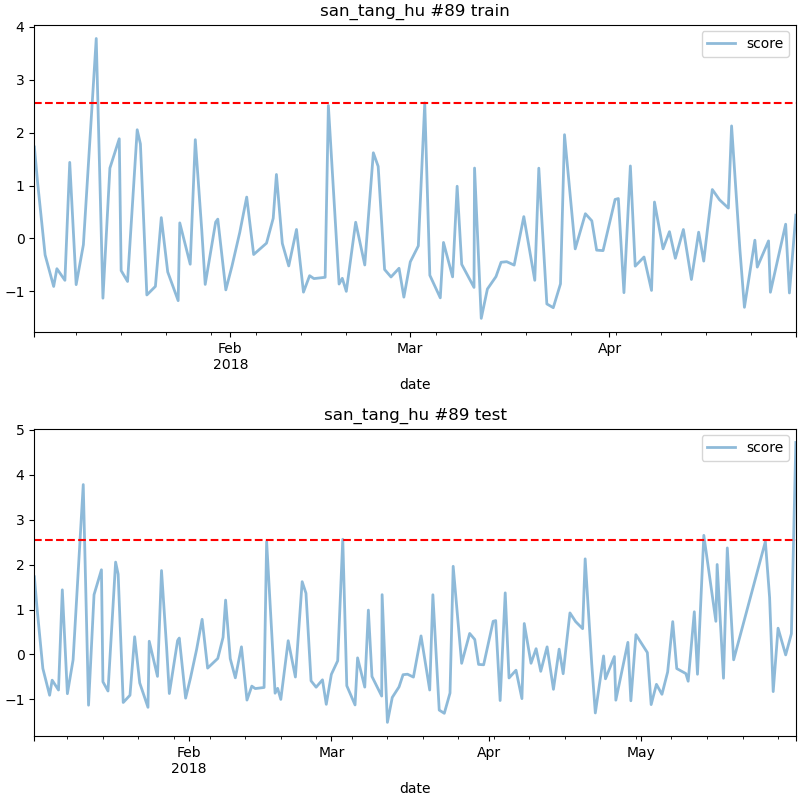 san_tang_hu #89 train
score
4
3
2
1
0
−1
Feb
2018
Mar
Apr
date
san_tang_hu #89 test
score
5
4
3
2
1
0
−1
Feb
2018
Mar
Apr
May
date